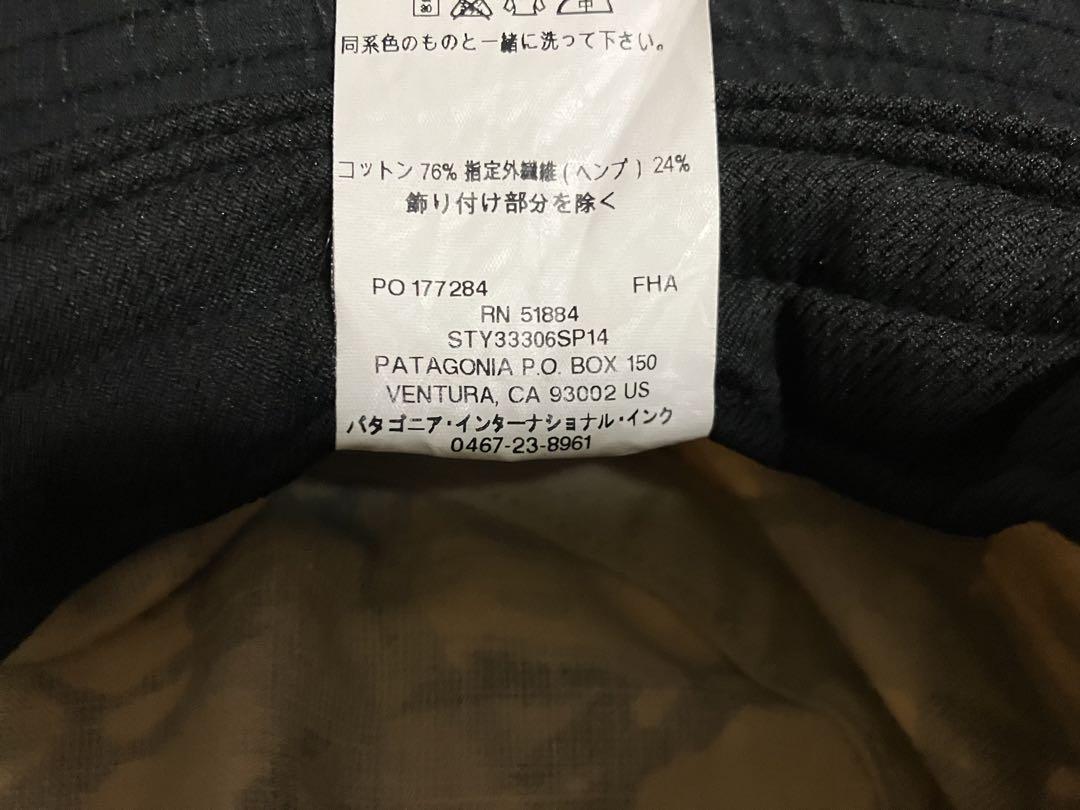 中
同系色のものと一緒に洗って下さい。
コットン 76% 指定外繊維 (ヘンプ) 24%
飾り付け部分を除く
PO 177284 FHA
RN 51884
STY33306SP14
PATAGONIA P.O. BOX 150
VENTURA, CA 93002 US
パタゴニア・インターナショナル・インク
0467-23-8961